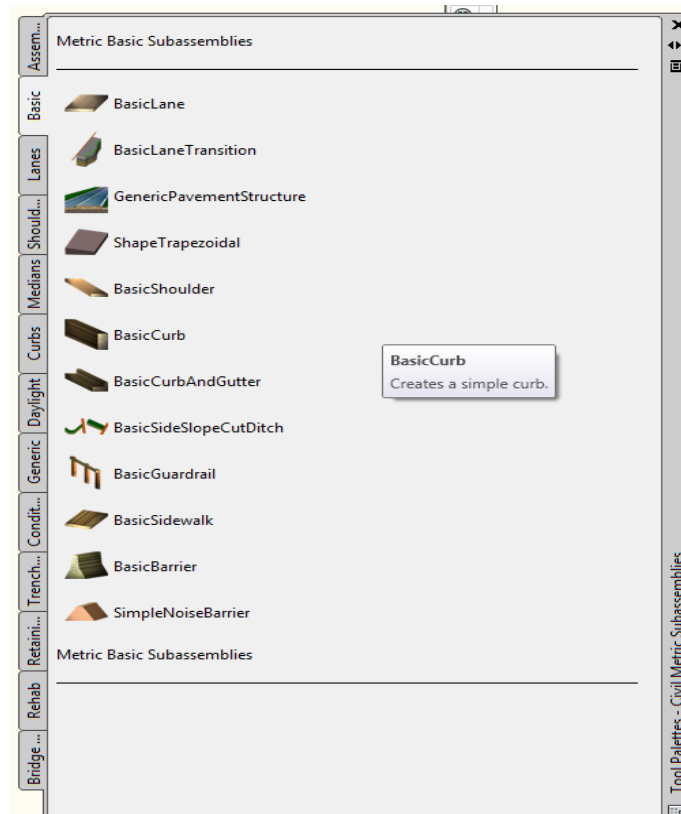 Metric Basic Subassemblies
BasicLane
BasicLaneTransition
GenericPavementStructure
ShapeTrapezoidal
BasicShoulder
BasicCurb
BasicCurbAndGutter
BasicSideSlopeCutDitch
BasicGuardrail
BasicSidewalk
BasicBarrier
SimpleNoiseBarrier
Metric Basic Subassemblies
BasicCurb
Creates a simple curb.
Assem...
Basic
Lanes
Should...
Medians
Curbs
Daylight
Generic
Condit...
Trench...
Retaini...
Rehab
Bridge ...
Tool Palettes - Civil Metric Subassemblies